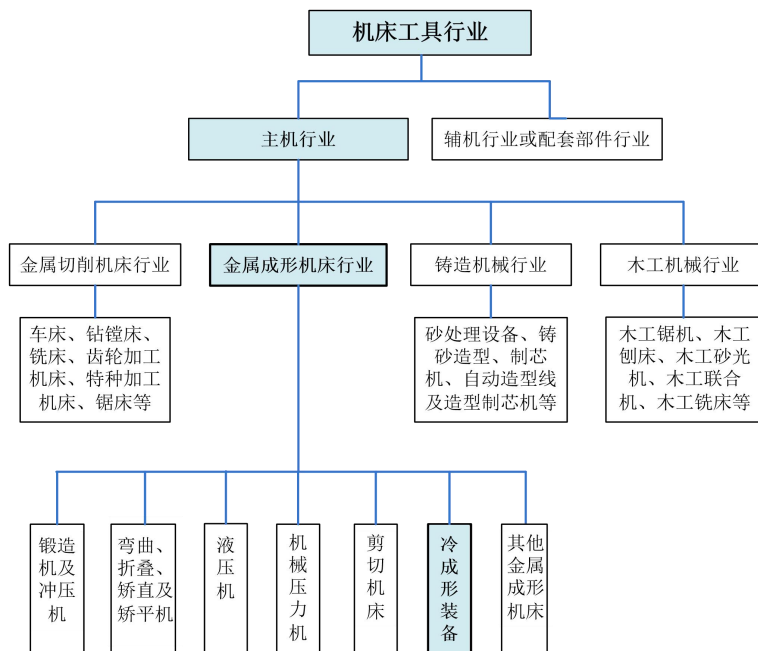 机床工具行业
主机行业
辅机行业或配套部件行业
金属切削机床行业
金属成形机床行业
铸造机械行业
木工机械行业
车床、钻镗床、
铣床、齿轮加工
机床、特种加工
机床、锯床等
砂处理设备、铸
砂造型、制芯
机、自动造型线
及造型制芯机等
木工锯机、木工
刨床、木工砂光
机、木工联合
机、木工铣床等
锻造
机及
冲压
机
弯曲、
折叠、
矫直及
矫平机
液
压
机
机
械
压
力
机
剪
切
机
床
冷
成
形
装
备
其他
金属
成形
机床